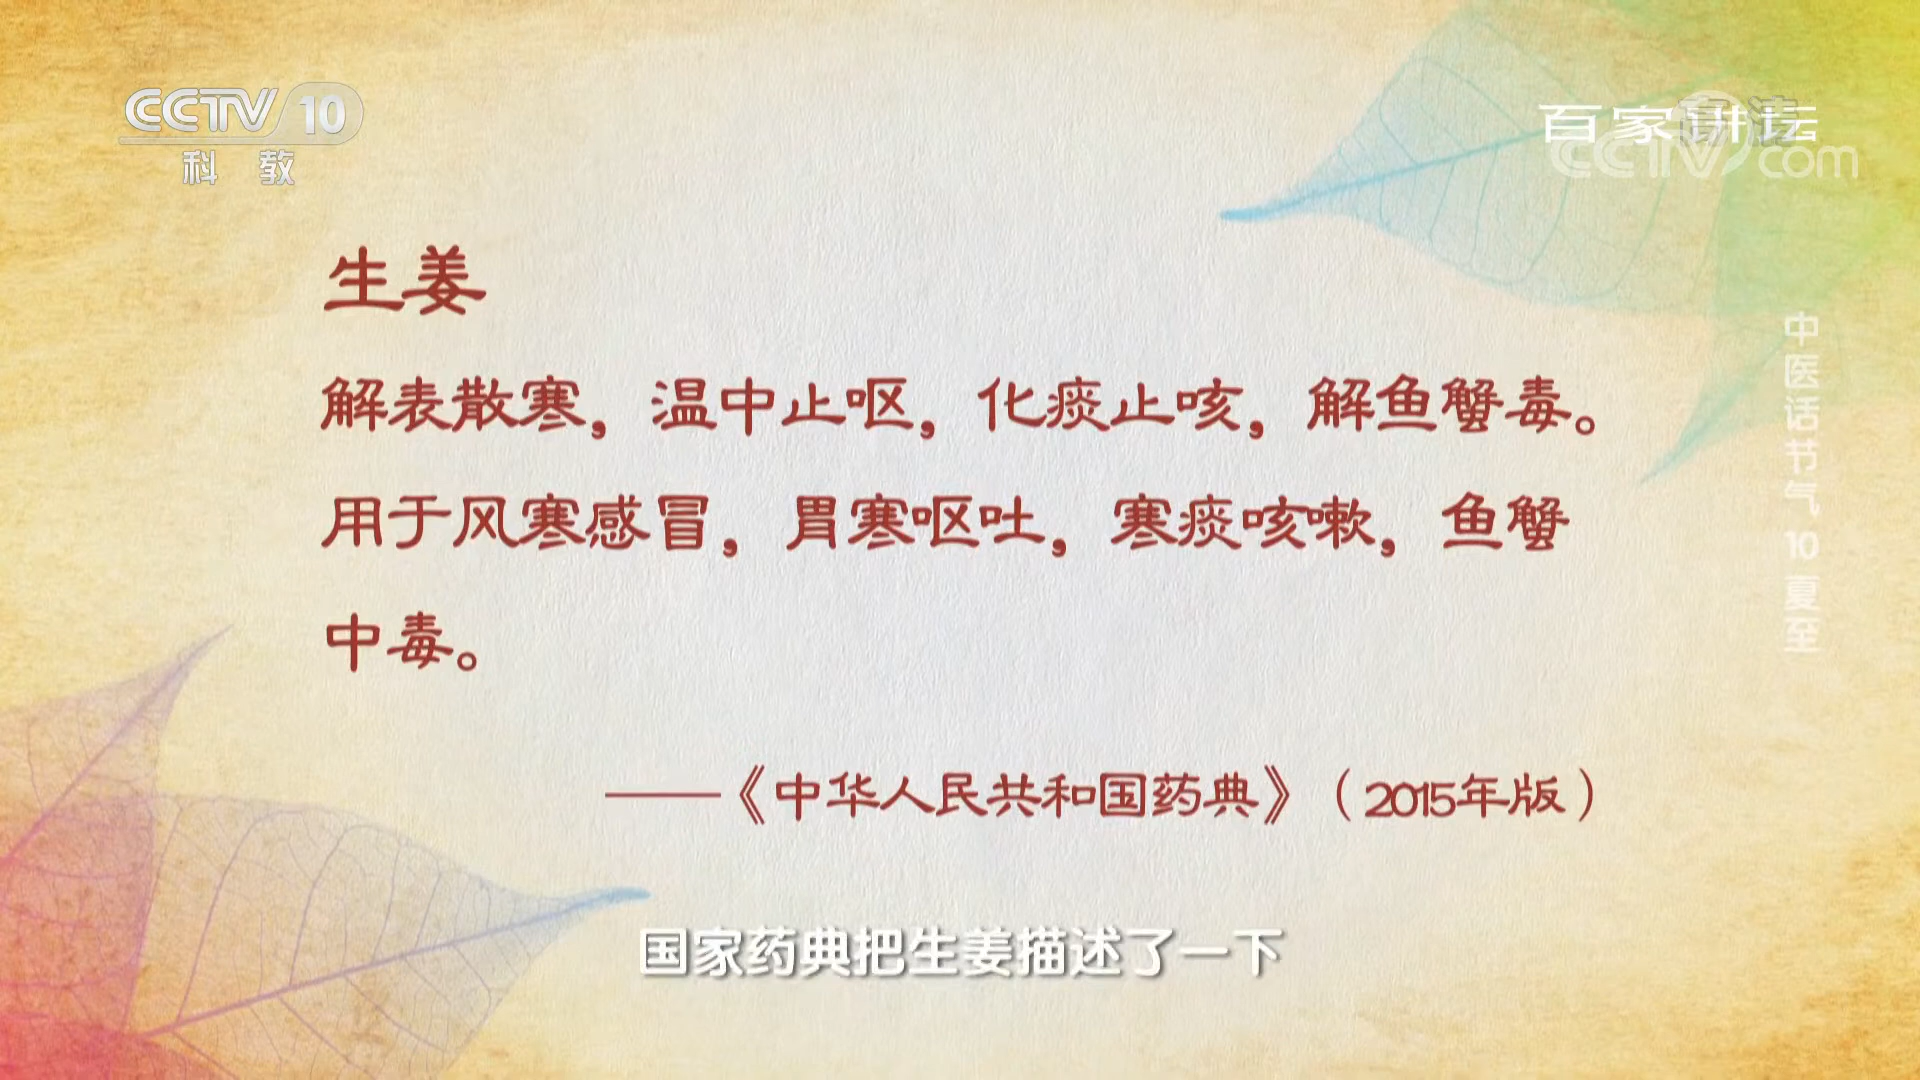 CCTV 10
科 教
百家讲坛
高清
CCTV.com
生姜
解表散寒，温中止呕，化痰止咳，解鱼蟹毒。
用于风寒感冒，胃寒呕吐，寒痰咳嗽，鱼蟹
中毒。
——《中华人民共和国药典》（2015年版）
中医话节气 10 夏至
国家药典把生姜描述了一下